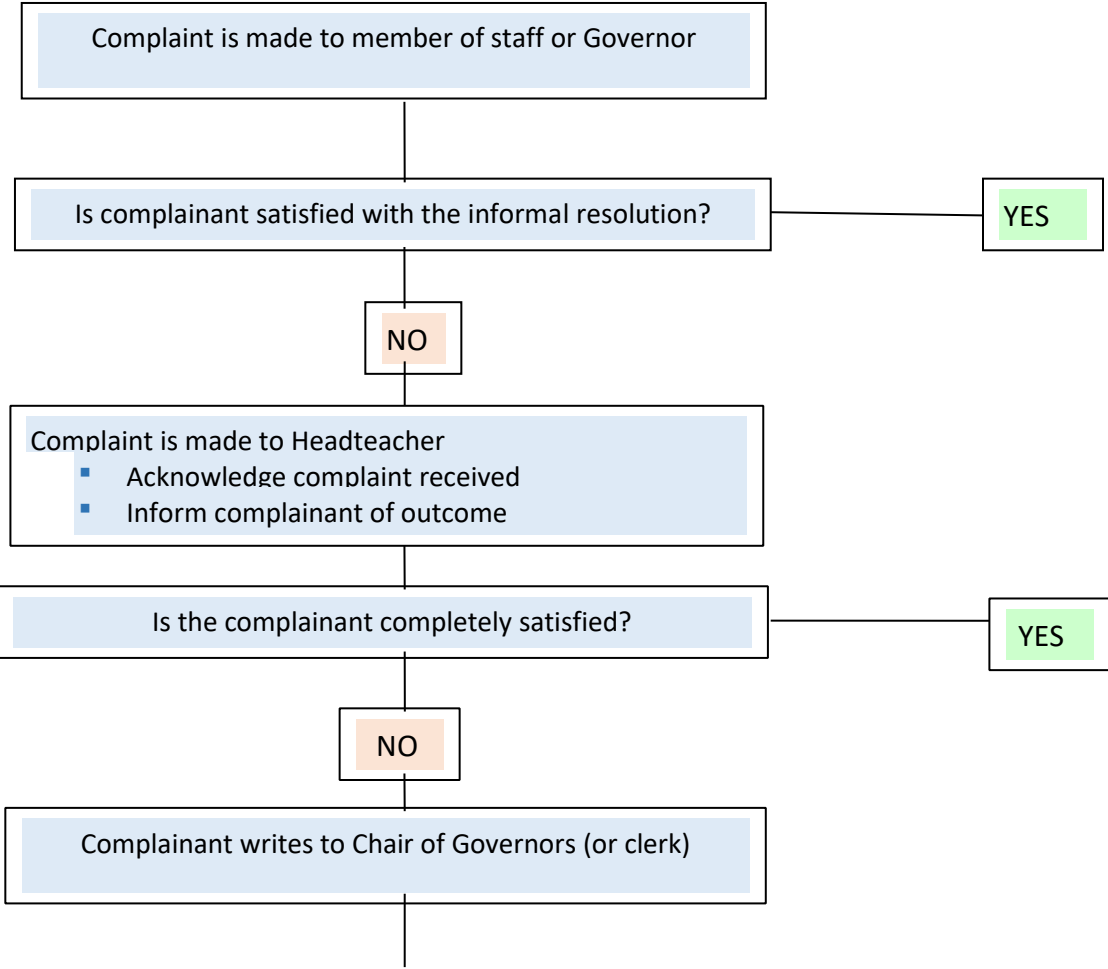 Complaint is made to member of staff or Governor
Is complainant satisfied with the informal resolution?
YES
NO
Complaint is made to Headteacher
▪ Acknowledge complaint received
▪ Inform complainant of outcome
Is the complainant completely satisfied?
YES
NO
Complainant writes to Chair of Governors (or clerk)